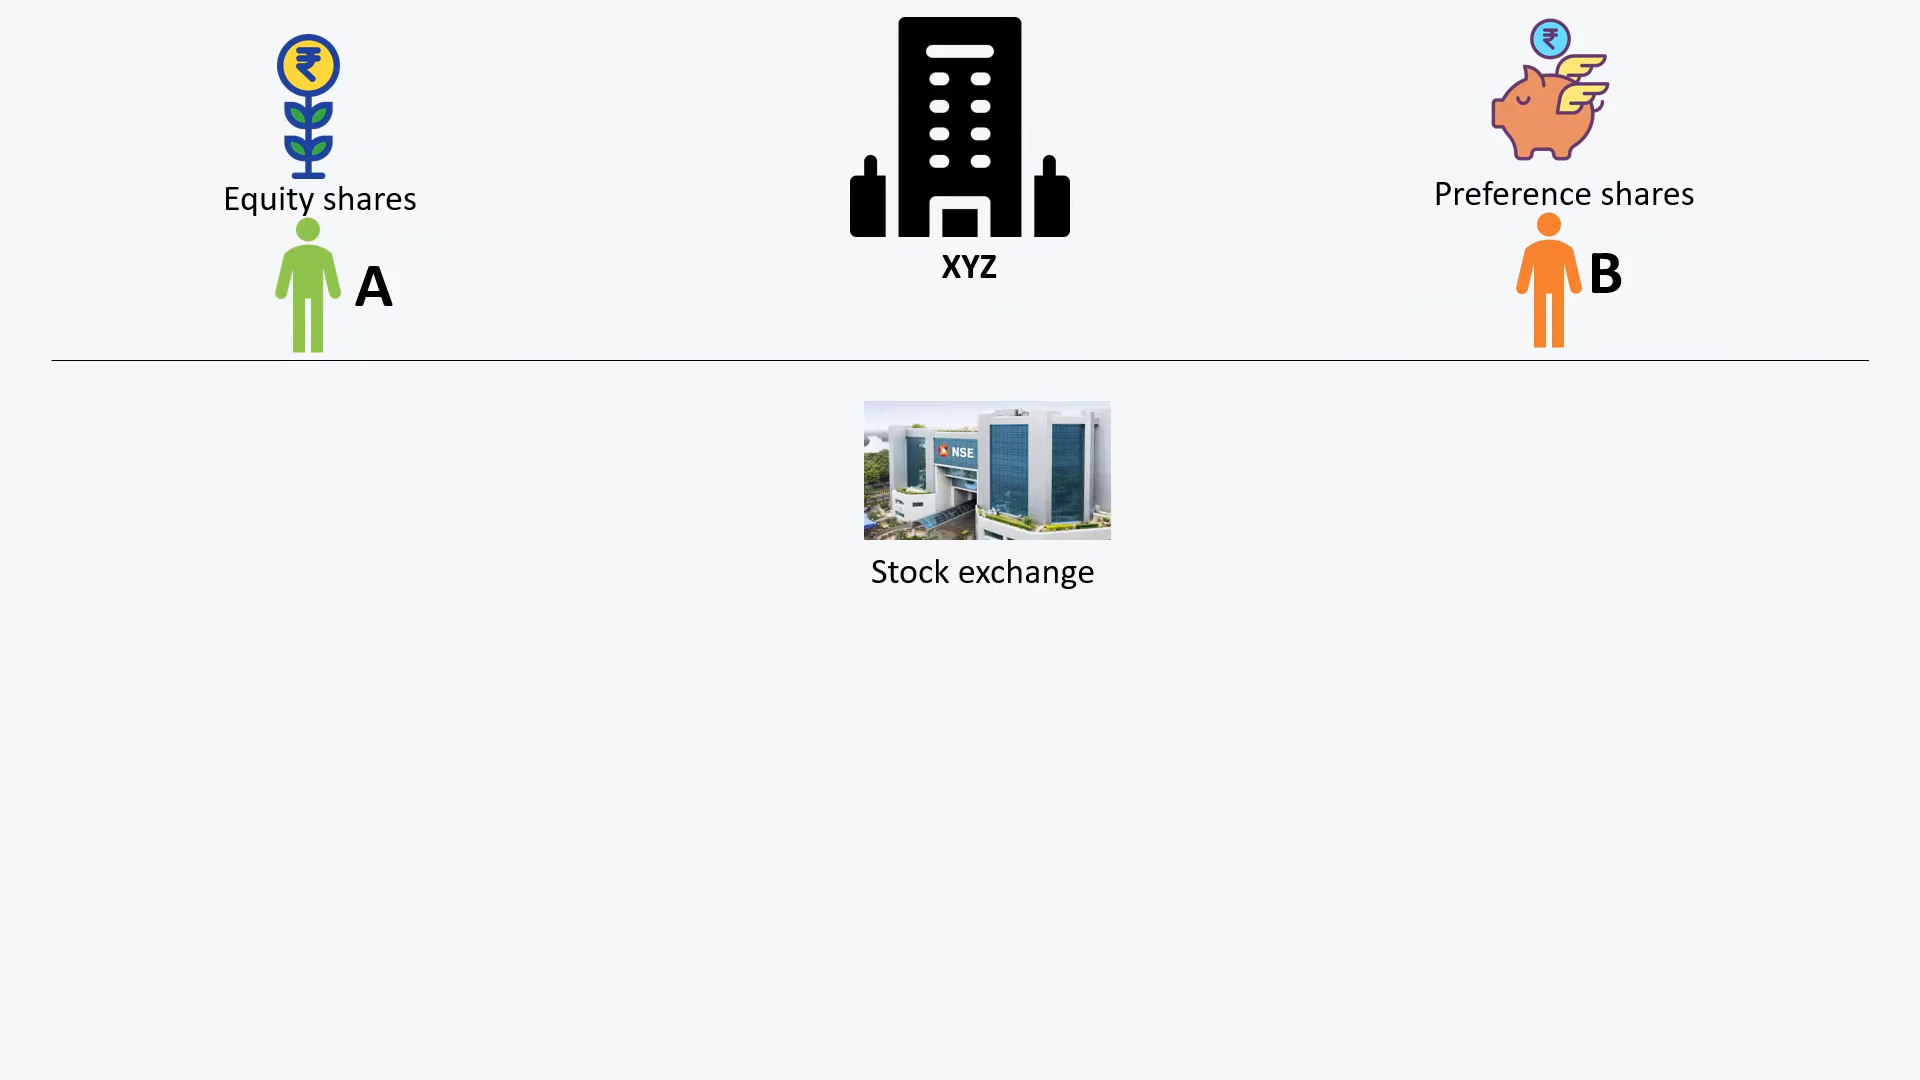 Equity shares
A
XYZ
Preference shares
B
NSE
Stock exchange